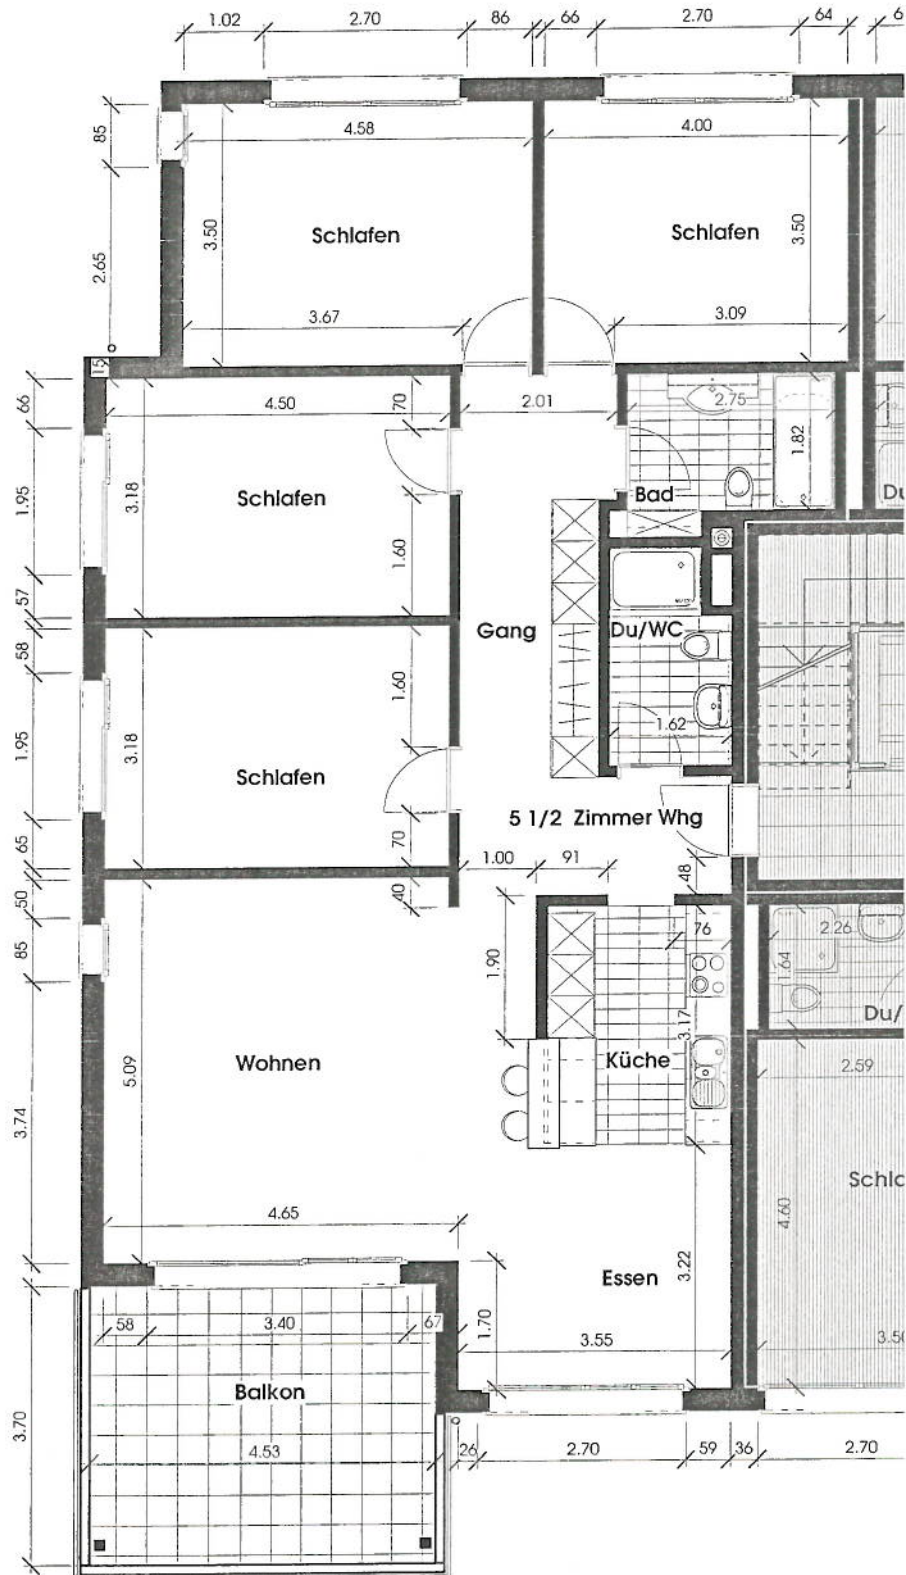 1.02 2.70 86 66 2.70 64 6
85 4.58 4.00
2.65 3.50 Schlafen Schlafen 3.50
3.67 3.09
15
66 4.50 70 2.01 2.75
1.95 3.18 Schlafen Bad 1.82 Du
57 1.60
58 Gang Du/WC
1.60
1.95 3.18 Schlafen 1.62
65 70 5 1/2 Zimmer Whg
1.00 91 48
50 40
85 1.90 76 1.64 2.26
Du/
3.17
5.09 Wohnen Küche 2.59
3.74
Schla
4.65 4.60
Essen 3.22
58 3.40 67 1.70 3.55 3.50
Balkon
3.70
4.53 26 2.70 59 36 2.70